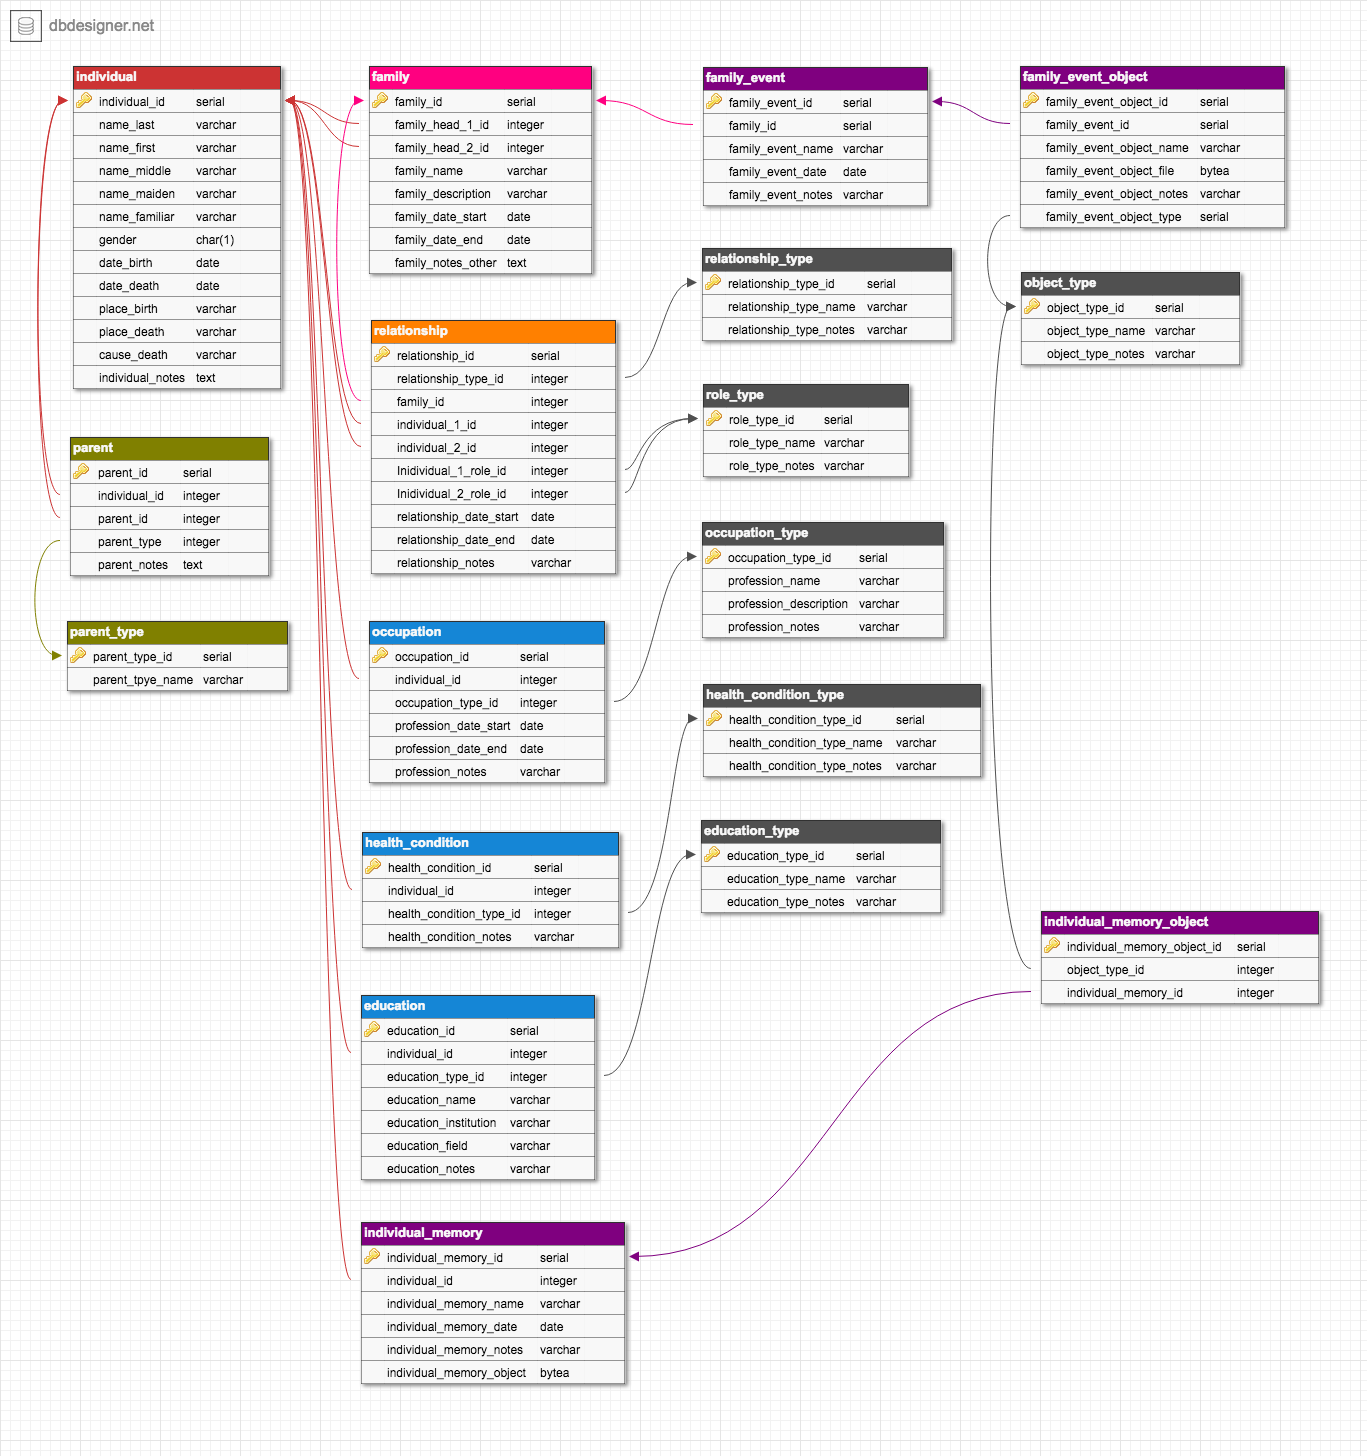 dbdesigner.net
individual
individual_id serial
name_last varchar
name_first varchar
name_middle varchar
name_maiden varchar
name_familiar varchar
gender char(1)
date_birth date
date_death date
place_birth varchar
place_death varchar
cause_death varchar
individual_notes text
parent
parent_id serial
individual_id integer
parent_id integer
parent_type integer
parent_notes text
parent_type
parent_type_id serial
parent_tpye_name varchar
family
family_id serial
family_head_1_id integer
family_head_2_id integer
family_name varchar
family_description varchar
family_date_start date
family_date_end date
family_notes_other text
relationship
relationship_id serial
relationship_type_id integer
family_id integer
individual_1_id integer
individual_2_id integer
Inidividual_1_role_id integer
Inidividual_2_role_id integer
relationship_date_start date
relationship_date_end date
relationship_notes varchar
occupation
occupation_id serial
individual_id integer
occupation_type_id integer
profession_date_start date
profession_date_end date
profession_notes varchar
health_condition
health_condition_id serial
individual_id integer
health_condition_type_id integer
health_condition_notes varchar
education
education_id serial
individual_id integer
education_type_id integer
education_name varchar
education_institution varchar
education_field varchar
education_notes varchar
individual_memory
individual_memory_id serial
individual_id integer
individual_memory_name varchar
individual_memory_date date
individual_memory_notes varchar
individual_memory_object bytea
family_event
family_event_id serial
family_id serial
family_event_name varchar
family_event_date date
family_event_notes varchar
relationship_type
relationship_type_id serial
relationship_type_name varchar
relationship_type_notes varchar
role_type
role_type_id serial
role_type_name varchar
role_type_notes varchar
occupation_type
occupation_type_id serial
profession_name varchar
profession_description varchar
profession_notes varchar
health_condition_type
health_condition_type_id serial
health_condition_type_name varchar
health_condition_type_notes varchar
education_type
education_type_id serial
education_type_name varchar
education_type_notes varchar
family_event_object
family_event_object_id serial
family_event_id serial
family_event_object_name varchar
family_event_object_file bytea
family_event_object_notes varchar
family_event_object_type serial
object_type
object_type_id serial
object_type_name varchar
object_type_notes varchar
individual_memory_object
individual_memory_object_id serial
object_type_id integer
individual_memory_id integer